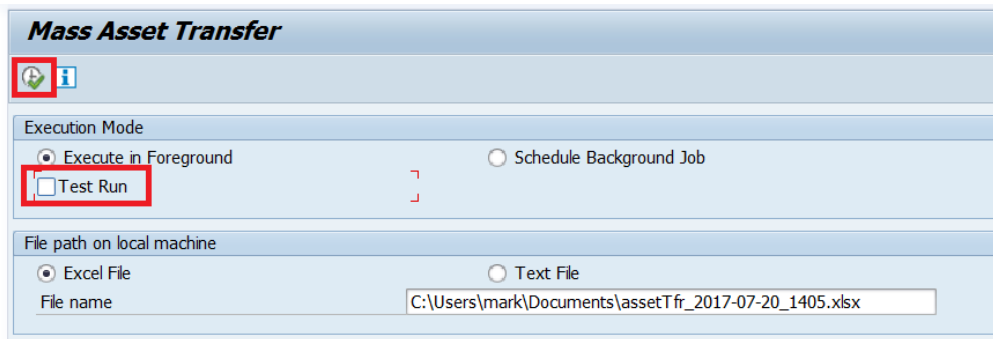 Mass Asset Transfer
i
Execution Mode
Execute in Foreground Schedule Background Job
Test Run
File path on local machine
Excel File Text File
File name C:\Users\mark\Documents\assetTfr_2017-07-20_1405.xlsx